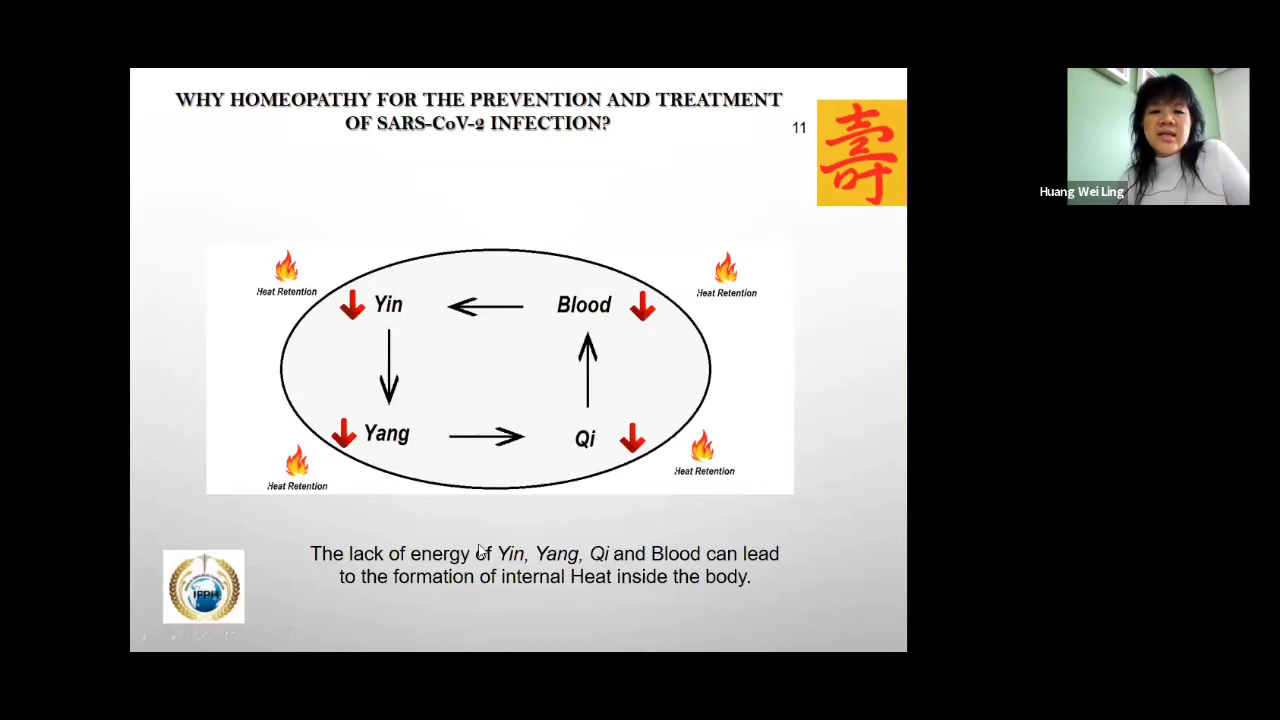 WHY HOMEOPATHY FOR THE PREVENTION AND TREATMENT
OF SARS-CoV-2 INFECTION?
11
壽
Huang Wei Ling
Heat Retention
Heat Retention
Yin
Blood
Yang
Qi
Heat Retention
Heat Retention
The lack of energy of Yin, Yang, Qi and Blood can lead
to the formation of internal Heat inside the body.
IFPH